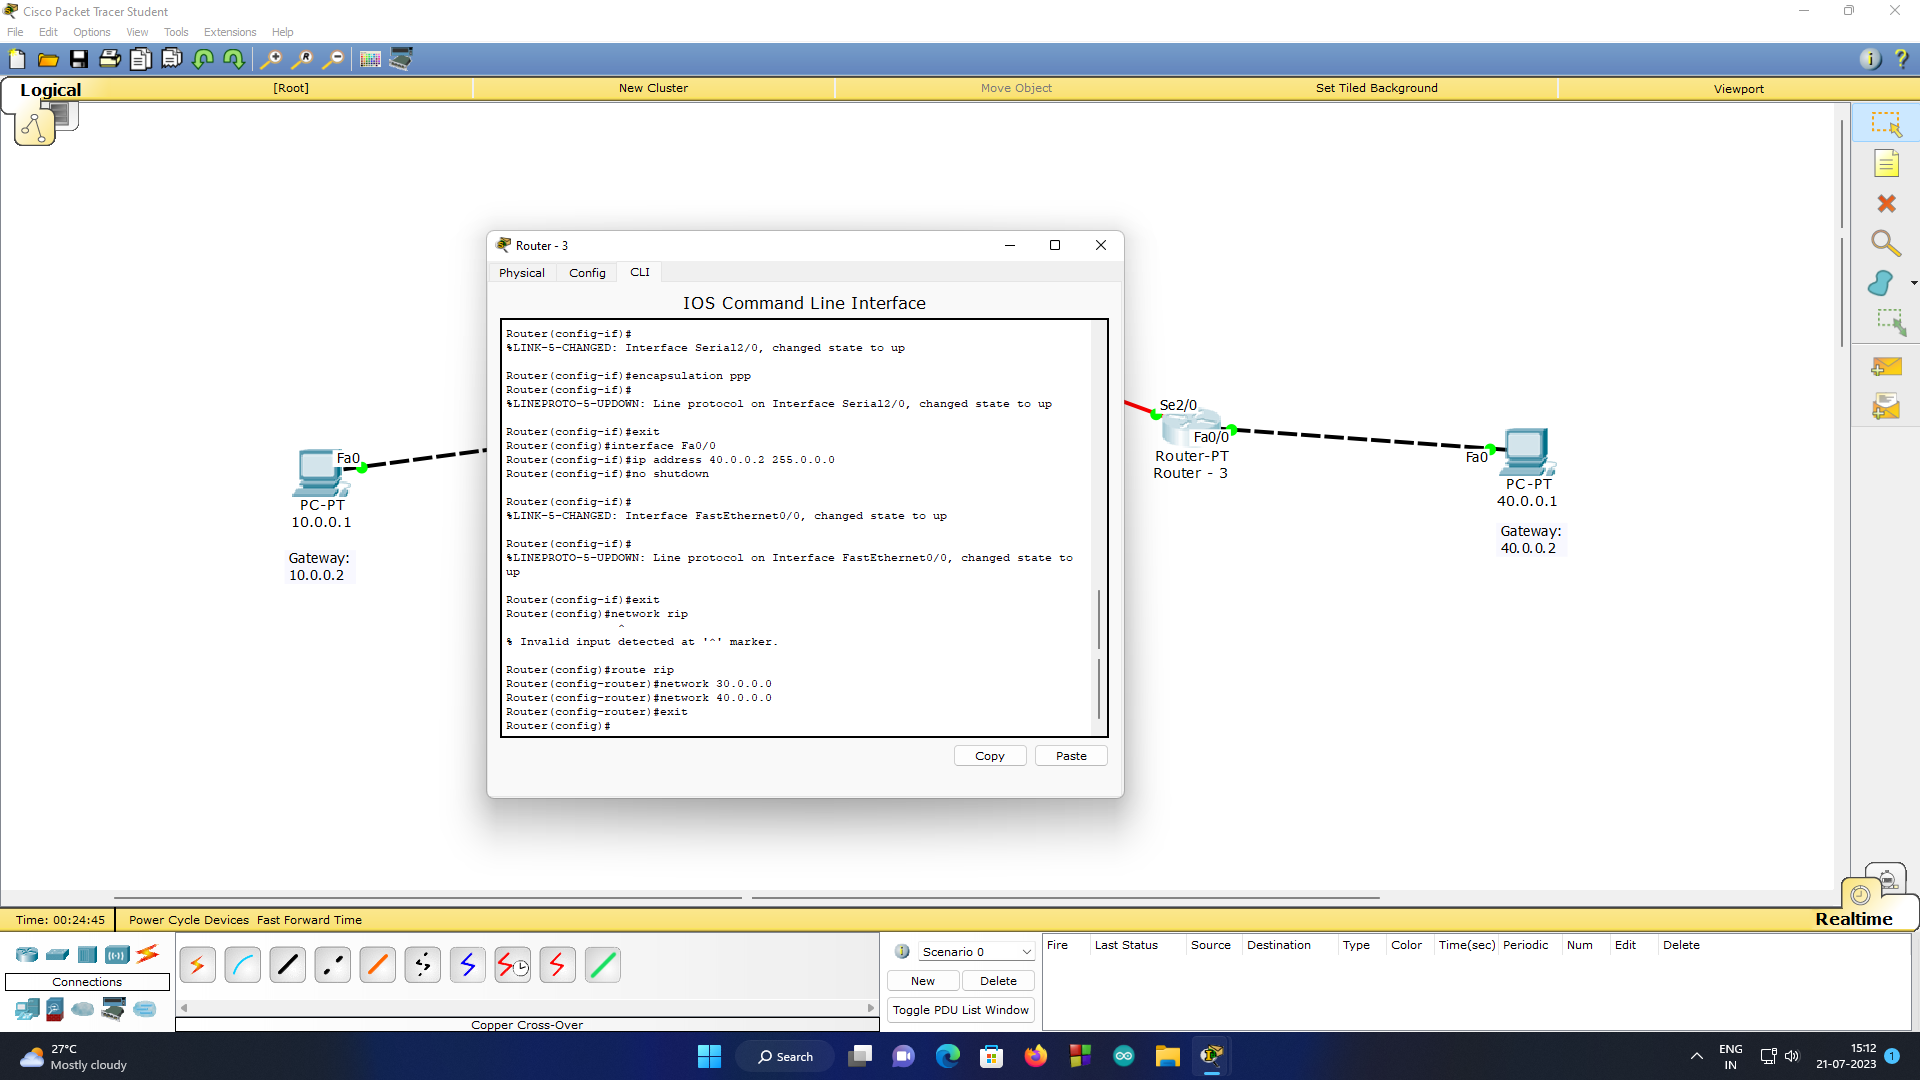 Cisco Packet Tracer Student
File Edit Options View Tools Extensions Help
Logical [Root] New Cluster Move Object Set Tiled Background Viewport
Router - 3
Physical Config CLI
IOS Command Line Interface
Router(config-if)#
%LINK-5-CHANGED: Interface Serial2/0, changed state to up
Router(config-if)#encapsulation ppp
Router(config-if)#
%LINEPROTO-5-UPDOWN: Line protocol on Interface Serial2/0, changed state to up
Router(config-if)#exit
Router(config)#interface Fa0/0
Router(config-if)#ip address 40.0.0.2 255.0.0.0
Router(config-if)#no shutdown
Router(config-if)#
%LINK-5-CHANGED: Interface FastEthernet0/0, changed state to up
Router(config-if)#
%LINEPROTO-5-UPDOWN: Line protocol on Interface FastEthernet0/0, changed state to
up
Router(config-if)#exit
Router(config)#network rip
^
% Invalid input detected at '^' marker.
Router(config)#route rip
Router(config-router)#network 30.0.0.0
Router(config-router)#network 40.0.0.0
Router(config-router)#exit
Router(config)#
Copy Paste
Fa0
PC-PT
10.0.0.1
Gateway:
10.0.0.2
Se2/0
Fa0/0
Router-PT
Router - 3
Fa0
PC-PT
40.0.0.1
Gateway:
40.0.0.2
Time: 00:24:45 Power Cycle Devices Fast Forward Time
Realtime
Connections
Copper Cross-Over
Scenario 0
New Delete
Toggle PDU List Window
Fire Last Status Source Destination Type Color Time(sec) Periodic Num Edit Delete
27°C
Mostly cloudy
Search
ENG
IN
15:12
21-07-2023
1